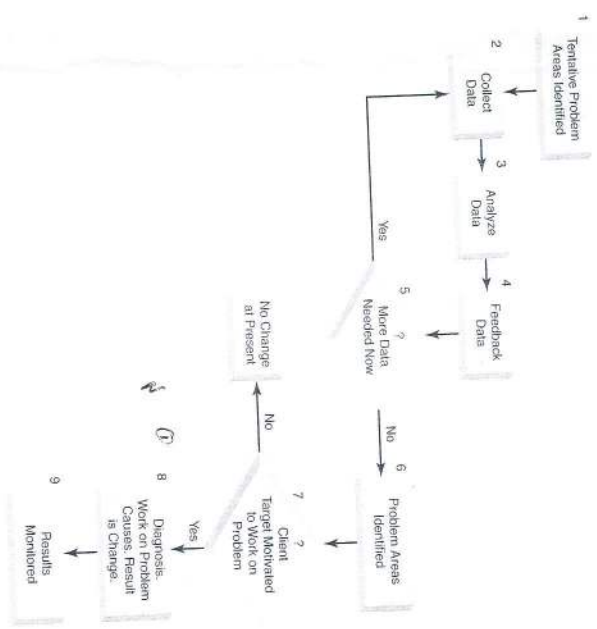 1
Tentative Problem
Areas Identified
2
Collect
Data
3
Analyze
Data
4
Feedback
Data
5
?
More Data
Needed Now
Yes
No
6
Problem Areas
Identified
7
?
Client
Target Motivated
to Work on
Problem
No
No Change
at Present
Yes
8
Diagnosis.
Work on Problem
Causes. Result
is Change.
9
Results
Monitored